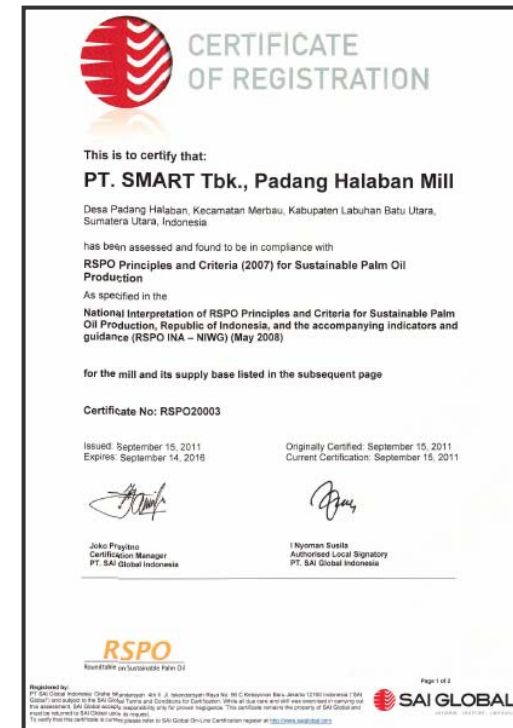 CERTIFICATE
OF REGISTRATION
This is to certify that:
PT. SMART Tbk., Padang Halaban Mill
Desa Padang Halaban, Kecamatan Merbau, Kabupaten Labuhan Batu Utara,
Sumatera Utara, Indonesia
has been assessed and found to be in compliance with
RSPO Principles and Criteria (2007) for Sustainable Palm Oil
Production
As specified in the
National Interpretation of RSPO Principles and Criteria for Sustainable Palm
Oil Production, Republic of Indonesia, and the accompanying indicators and
guidance (RSPO INA – NIWG) (May 2008)
for the mill and its supply base listed in the subsequent page
Certificate No: RSPO20003
Issued: September 15, 2011
Expires: September 14, 2016
Originally Certified: September 15, 2011
Current Certification: September 15, 2011
Joko Prayitno
Certification Manager
PT. SAI Global Indonesia
I Nyoman Susila
Authorised Local Signatory
PT. SAI Global Indonesia
RSPO
Roundtable on Sustainable Palm Oil
Page 1 of 2
Registered by:
SAI GLOBAL